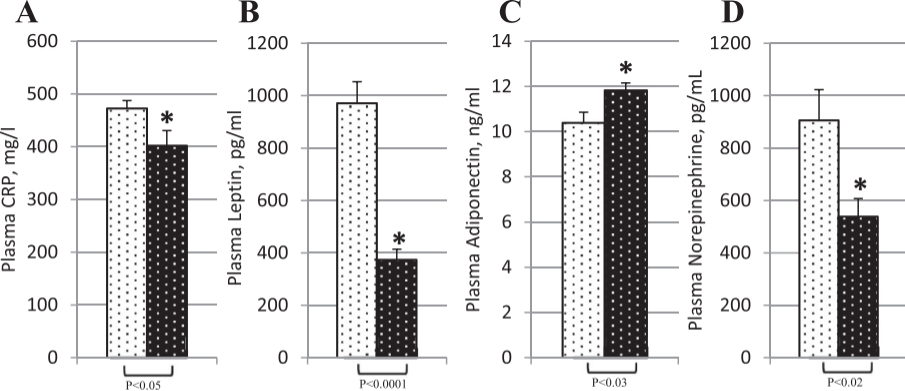 A
Plasma CRP, mg/l
600
500
400
300
200
100
0
*
P<0.05
B
Plasma Leptin, pg/ml
1200
1000
800
600
400
200
0
*
P<0.0001
C
Plasma Adiponectin, ng/ml
14
12
10
8
6
4
2
0
*
P<0.03
D
Plasma Norepinephrine, pg/mL
1200
1000
800
600
400
200
0
*
P<0.02